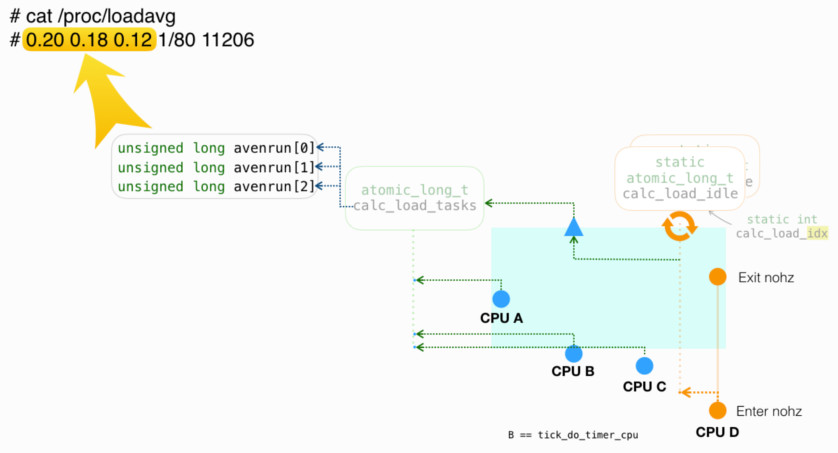 # cat /proc/loadavg
# 0.20 0.18 0.12 1/80 11206
unsigned long avenrun[0]
unsigned long avenrun[1]
unsigned long avenrun[2]
atomic_long_t
calc_load_tasks
static
atomic_long_t
calc_load_idle
e
static int
calc_load_idx
Exit nohz
CPU A
CPU B
CPU C
Enter nohz
CPU D
B == tick_do_timer_cpu